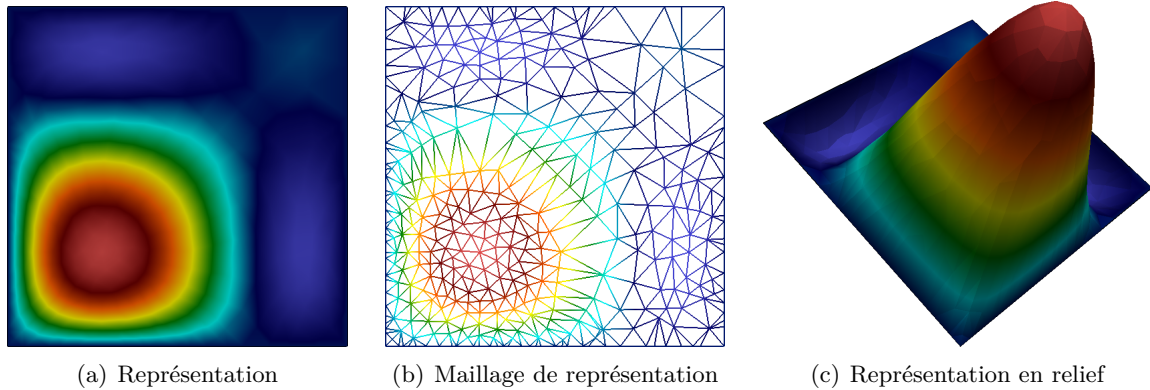 (a) Représentation
(b) Maillage de représentation
(c) Représentation en relief